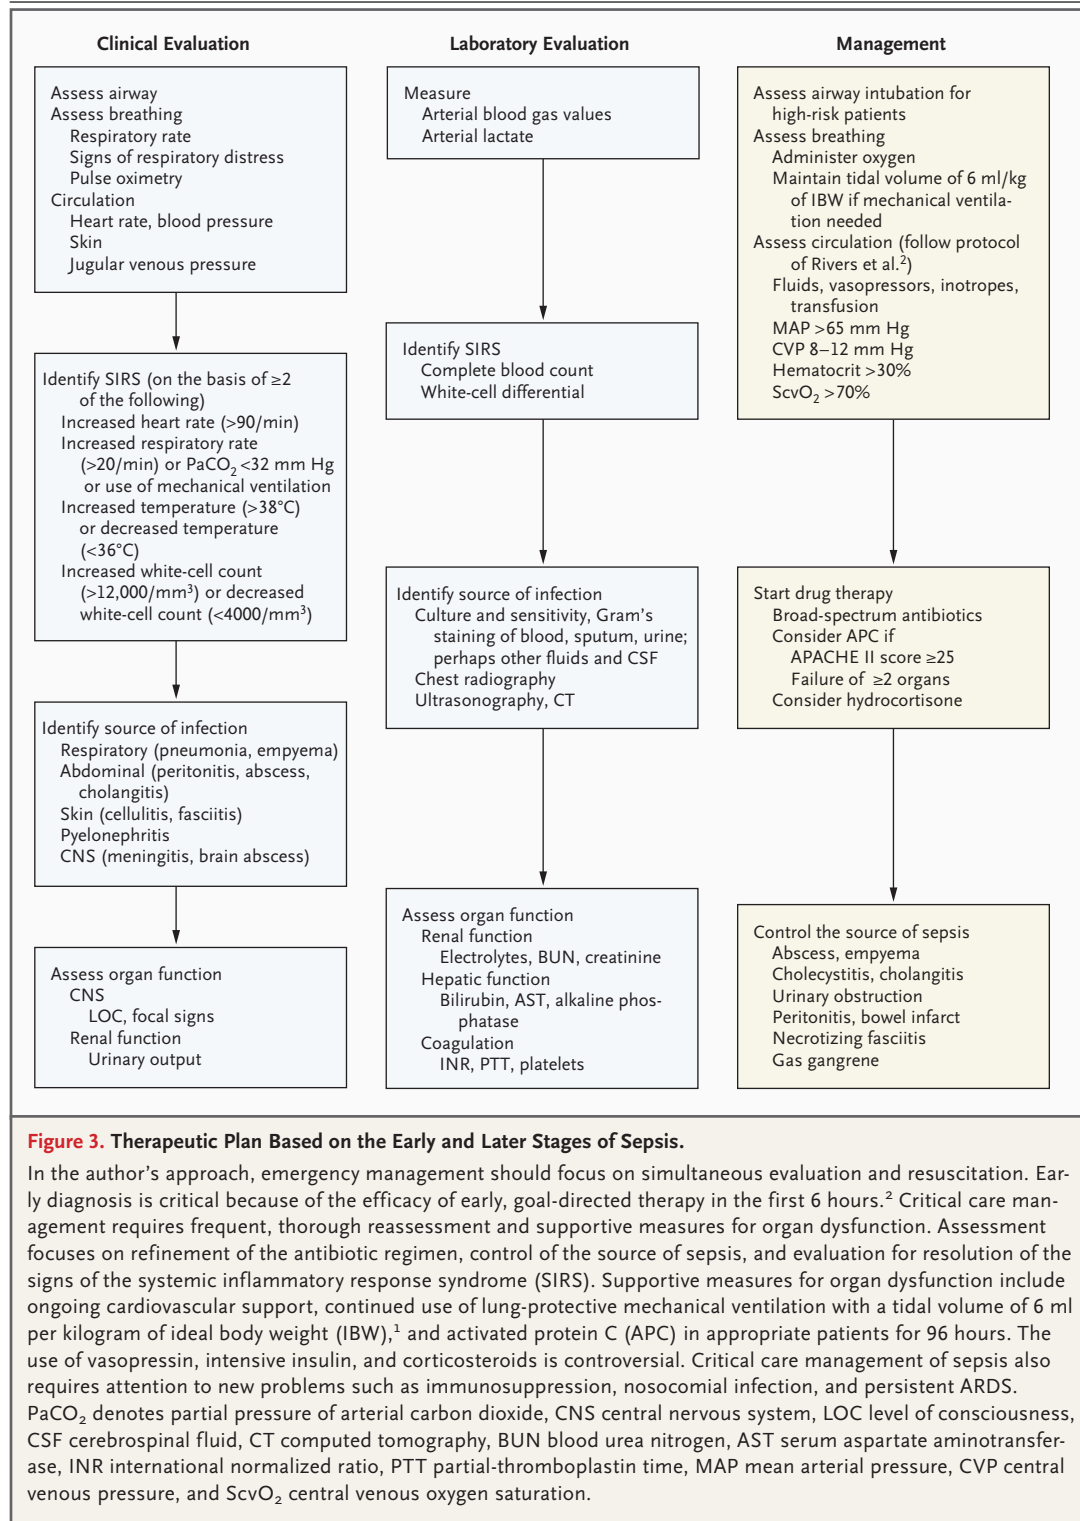 Clinical Evaluation
Assess airway
Assess breathing
Respiratory rate
Signs of respiratory distress
Pulse oximetry
Circulation
Heart rate, blood pressure
Skin
Jugular venous pressure
Identify SIRS (on the basis of ≥2
of the following)
Increased heart rate (>90/min)
Increased respiratory rate
(>20/min) or PaCO₂ <32 mm Hg
or use of mechanical ventilation
Increased temperature (>38°C)
or decreased temperature
(<36°C)
Increased white-cell count
(>12,000/mm³) or decreased
white-cell count (<4000/mm³)
Identify source of infection
Respiratory (pneumonia, empyema)
Abdominal (peritonitis, abscess,
cholangitis)
Skin (cellulitis, fasciitis)
Pyelonephritis
CNS (meningitis, brain abscess)
Assess organ function
CNS
LOC, focal signs
Renal function
Urinary output
Laboratory Evaluation
Measure
Arterial blood gas values
Arterial lactate
Identify SIRS
Complete blood count
White-cell differential
Identify source of infection
Culture and sensitivity, Gram's
staining of blood, sputum, urine;
perhaps other fluids and CSF
Chest radiography
Ultrasonography, CT
Assess organ function
Renal function
Electrolytes, BUN, creatinine
Hepatic function
Bilirubin, AST, alkaline phos-
phatase
Coagulation
INR, PTT, platelets
Management
Assess airway intubation for
high-risk patients
Assess breathing
Administer oxygen
Maintain tidal volume of 6 ml/kg
of IBW if mechanical ventila-
tion needed
Assess circulation (follow protocol
of Rivers et al.²)
Fluids, vasopressors, inotropes,
transfusion
MAP >65 mm Hg
CVP 8–12 mm Hg
Hematocrit >30%
ScvO₂ >70%
Start drug therapy
Broad-spectrum antibiotics
Consider APC if
APACHE II score ≥25
Failure of ≥2 organs
Consider hydrocortisone
Control the source of sepsis
Abscess, empyema
Cholecystitis, cholangitis
Urinary obstruction
Peritonitis, bowel infarct
Necrotizing fasciitis
Gas gangrene
Figure 3. Therapeutic Plan Based on the Early and Later Stages of Sepsis.
In the author's approach, emergency management should focus on simultaneous evaluation and resuscitation. Ear-
ly diagnosis is critical because of the efficacy of early, goal-directed therapy in the first 6 hours.² Critical care man-
agement requires frequent, thorough reassessment and supportive measures for organ dysfunction. Assessment
focuses on refinement of the antibiotic regimen, control of the source of sepsis, and evaluation for resolution of the
signs of the systemic inflammatory response syndrome (SIRS). Supportive measures for organ dysfunction include
ongoing cardiovascular support, continued use of lung-protective mechanical ventilation with a tidal volume of 6 ml
per kilogram of ideal body weight (IBW),¹ and activated protein C (APC) in appropriate patients for 96 hours. The
use of vasopressin, intensive insulin, and corticosteroids is controversial. Critical care management of sepsis also
requires attention to new problems such as immunosuppression, nosocomial infection, and persistent ARDS.
PaCO₂ denotes partial pressure of arterial carbon dioxide, CNS central nervous system, LOC level of consciousness,
CSF cerebrospinal fluid, CT computed tomography, BUN blood urea nitrogen, AST serum aspartate aminotransfer-
ase, INR international normalized ratio, PTT partial-thromboplastin time, MAP mean arterial pressure, CVP central
venous pressure, and ScvO₂ central venous oxygen saturation.